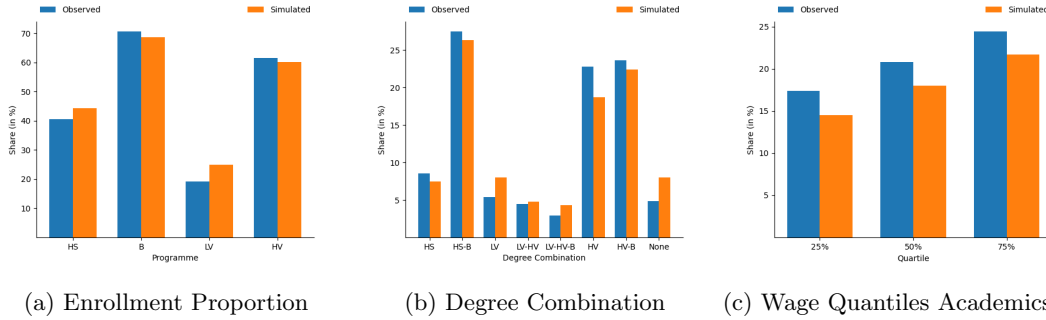 Observed Simulated
Share (in %)
70
60
50
40
30
20
10
HS B LV HV
Programme
(a) Enrollment Proportion
Observed Simulated
Share (in %)
25
20
15
10
5
HS HS-B LV LV-HV LV-HV-B HV HV-B None
Degree Combination
(b) Degree Combination
Observed Simulated
Share (in %)
25
20
15
10
5
25% 50% 75%
Quartile
(c) Wage Quantiles Academics